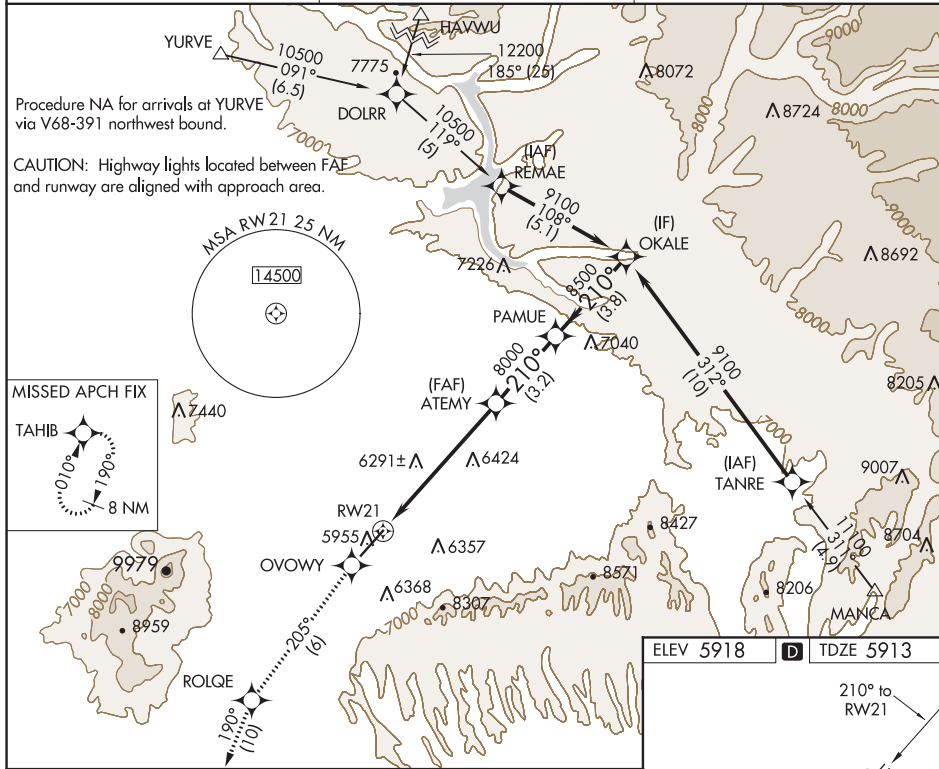 HAVWU
YURVE
10500
091°
(6.5)
7775
12200
185° (25)
8072
8724
8000
DOLRR
Procedure NA for arrivals at YURVE
via V68-391 northwest bound.
7000
10500
119°
(5)
CAUTION: Highway lights located between FAF
and runway are aligned with approach area.
(IAF)
REMAE
9100
108°
(5.1)
(IF)
OKALE
8000
9000
MSA RW21 25 NM
14500
7226
8500
210°
(3.8)
8692
PAMUE
7040
8000
210°
(3.2)
9100
312°
(10)
8205
MISSED APCH FIX
TAHIB
010°
190°
8 NM
7440
(FAF)
ATEMY
7000
6291±
6424
(IAF)
TANRE
9007
RW21
5955
6357
8427
11100
311°
(4.9)
8704
9979
7000
8000
OVOWY
6368
8307
8571
8206
7000
MANCA
8959
205°
(6)
ROLQE
190°
(10)
ELEV 5918
D
TDZE 5913
210° to
RW21